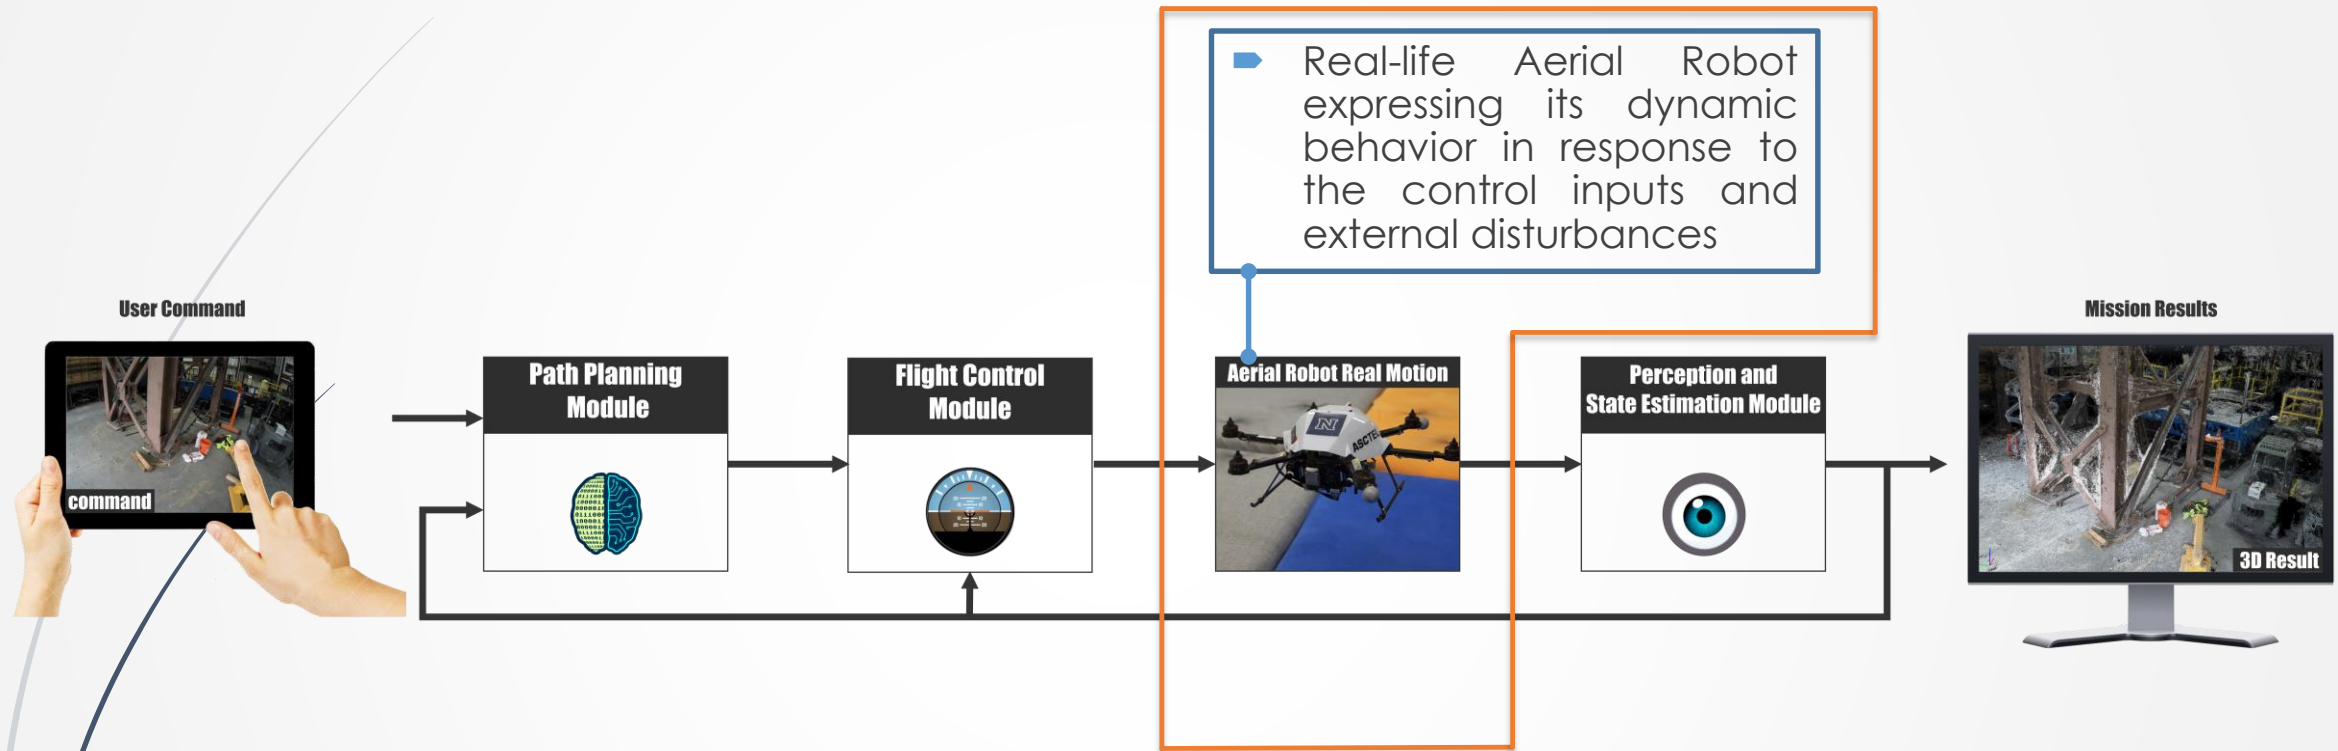 Real-life Aerial Robot
expressing its dynamic
behavior in response to
the control inputs and
external disturbances
User Command
Mission Results
Path Planning
Module
Flight Control
Module
Aerial Robot Real Motion
Perception and
State Estimation Module
command
N
ASCTEC
3D Result